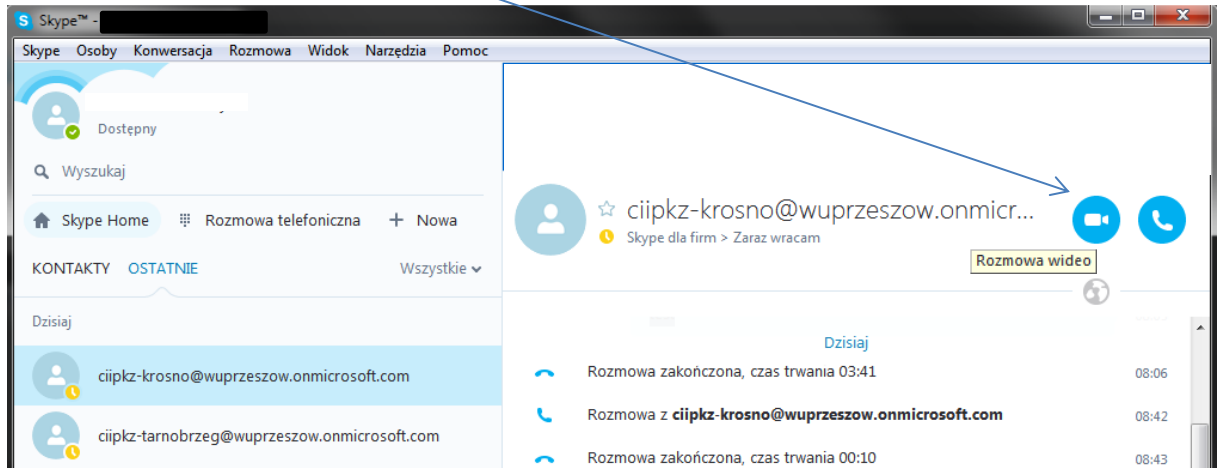 Skype™ -
Skype Osoby Konwersacja Rozmowa Widok Narzędzia Pomoc
Dostępny
Wyszukaj
Skype Home Rozmowa telefoniczna + Nowa
KONTAKTY OSTATNIE Wszystkie
Dzisiaj
ciipkz-krosno@wuprzeszow.onmicrosoft.com
ciipkz-tarnobrzeg@wuprzeszow.onmicrosoft.com
ciipkz-krosno@wuprzeszow.onmicr...
Skype dla firm > Zaraz wracam
Rozmowa wideo
Dzisiaj
Rozmowa zakończona, czas trwania 03:41 08:06
Rozmowa z ciipkz-krosno@wuprzeszow.onmicrosoft.com 08:42
Rozmowa zakończona, czas trwania 00:10 08:43